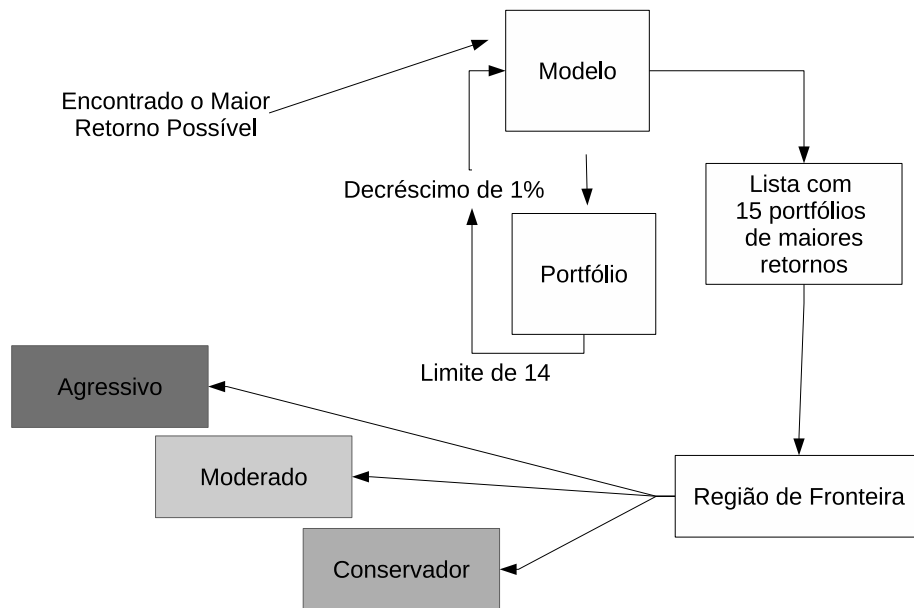 Modelo
Encontrado o Maior
Retorno Possível
Decréscimo de 1%
Lista com
15 portfólios
de maiores
retornos
Portfólio
Limite de 14
Agressivo
Moderado
Região de Fronteira
Conservador